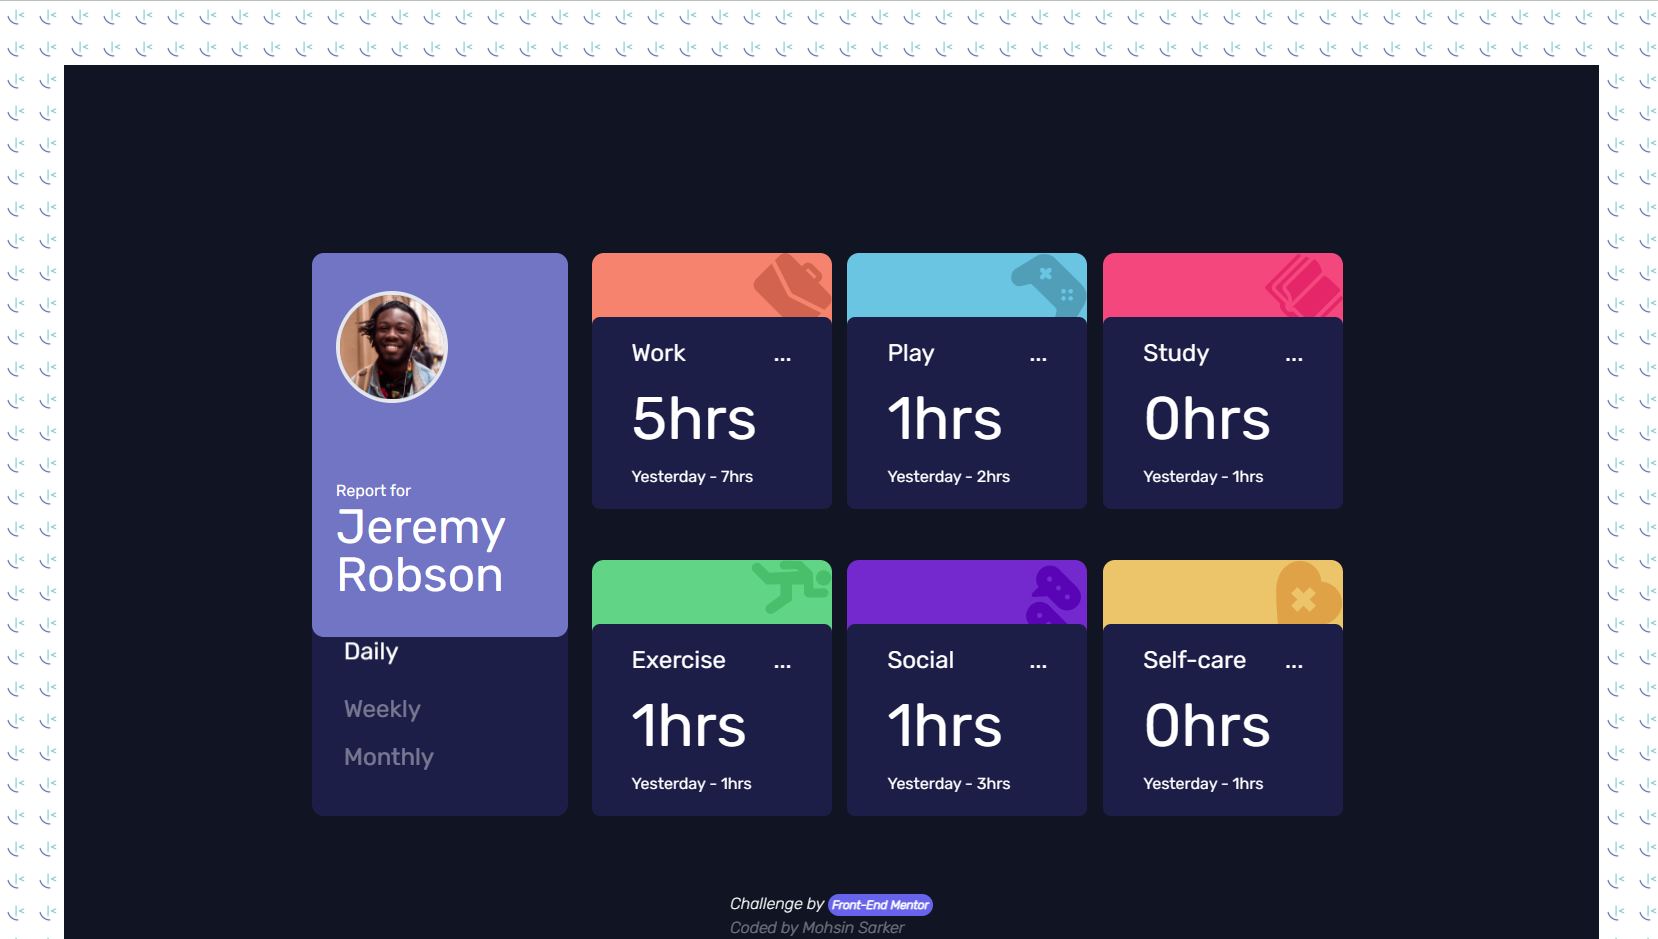 Report for
Jeremy
Robson
Daily
Weekly
Monthly
Work ...
5hrs
Yesterday - 7hrs
Play ...
1hrs
Yesterday - 2hrs
Study ...
0hrs
Yesterday - 1hrs
Exercise ...
1hrs
Yesterday - 1hrs
Social ...
1hrs
Yesterday - 3hrs
Self-care ...
0hrs
Yesterday - 1hrs
Challenge by Front-End Mentor
Coded by Mohsin Sarker